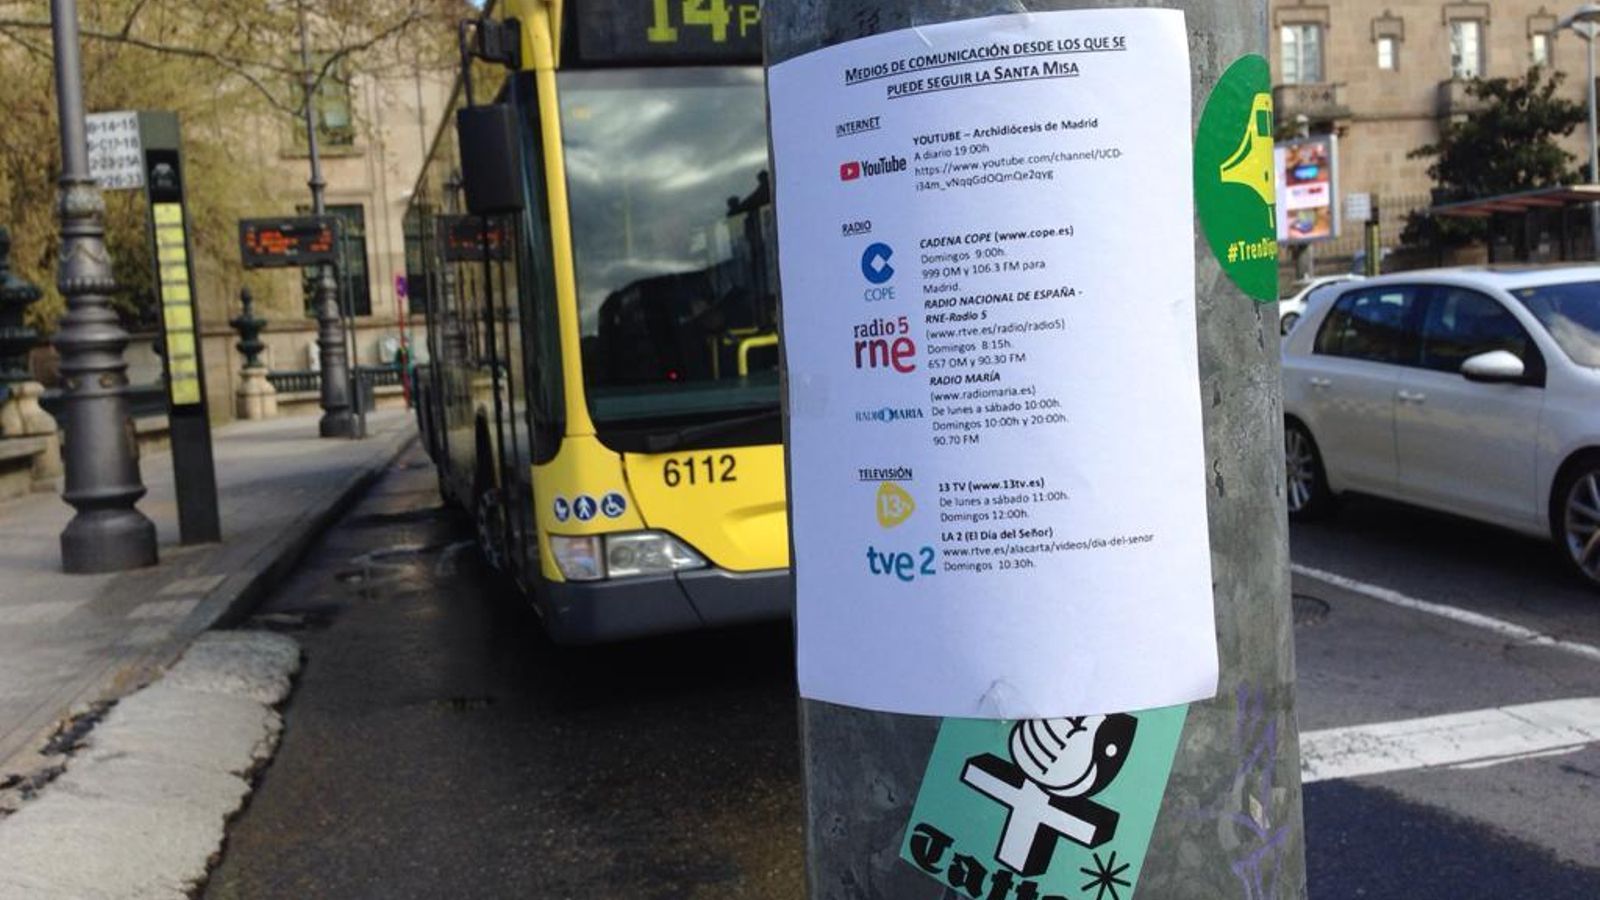 14
MEDIOS DE COMUNICACIÓN DESDE LOS QUE SE
PUEDE SEGUIR LA SANTA MISA
INTERNET
YouTube
YOUTUBE – Archidiócesis de Madrid
A diario 19:00h
https://www.youtube.com/channel/UCD-
i34m_vNqqGdOQmQe2qyg
RADIO
COPE
CADENA COPE (www.cope.es)
Domingos 9:00h.
999 OM y 106.3 FM para
Madrid.
radio 5
rne
RADIO NACIONAL DE ESPAÑA -
RNE-Radio 5
(www.rtve.es/radio/radio5)
Domingos 8:15h.
657 OM y 90.30 FM
RADIO MARIA
RADIO MARÍA
(www.radiomaria.es)
De lunes a sábado 10:00h.
Domingos 10:00h y 20:00h.
90.70 FM
TELEVISIÓN
13tv
13 TV (www.13tv.es)
De lunes a sábado 11:00h.
Domingos 12:00h.
tve 2
LA 2 (El Día del Señor)
www.rtve.es/alacarta/videos/dia-del-senor
Domingos 10:30h.
6112